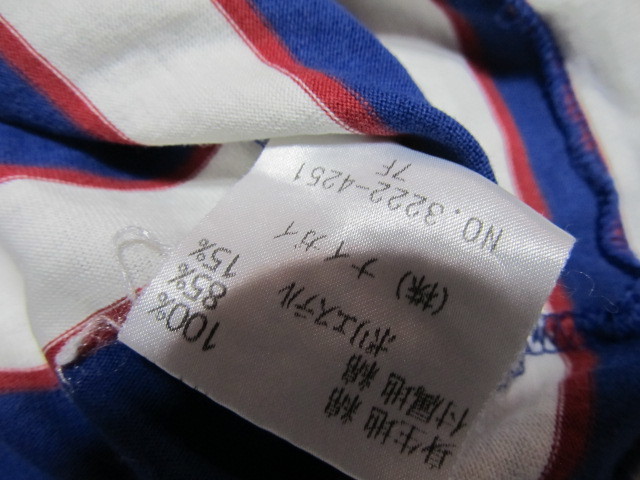 身生地 綿 100%
付属地 綿 85%
ポリエステル 15%
(株) ナイガイ
NO.3222-4251
7F